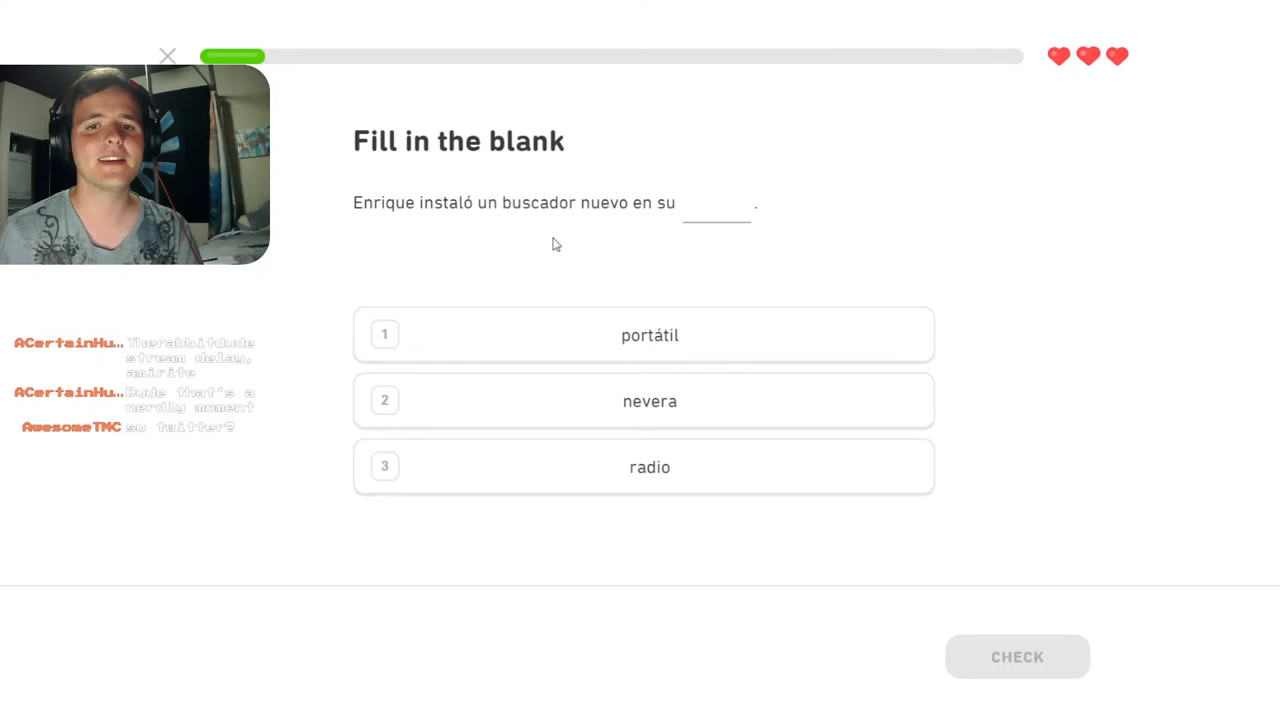 Fill in the blank
Enrique instaló un buscador nuevo en su ______ .
1 portátil
2 nevera
3 radio
ACertainHu... Therabbitdude
stream delay,
amirite
ACertainHu... Dude that's a
nerdly moment
AwesomeTMC so twitter?
CHECK